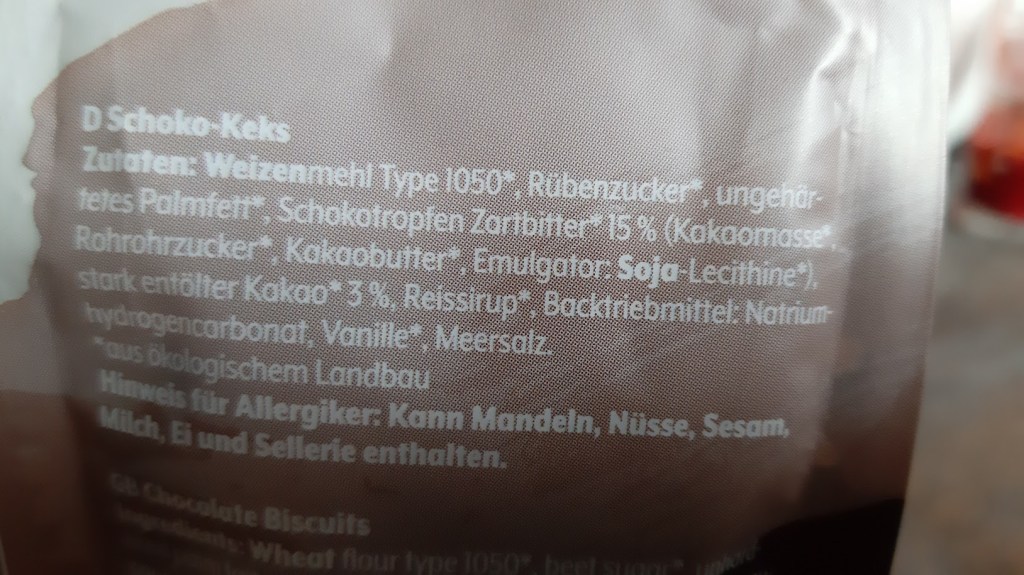 D Schoko-Keks
Zutaten: Weizenmehl Type 1050*, Rübenzucker*, ungehär-
tetes Palmfett*, Schokotropfen Zartbitter* 15 % (Kakaomasse*,
Rohrohrzucker*, Kakaobutter*, Emulgator: Soja-Lecithine*),
stark entölter Kakao* 3 %, Reissirup*, Backtriebmittel: Natrium-
hydrogencarbonat, Vanille*, Meersalz.
*aus ökologischem Landbau
Hinweis für Allergiker: Kann Mandeln, Nüsse, Sesam,
Milch, Ei und Sellerie enthalten.
GB Chocolate Biscuits
Ingredients: Wheat flour type 1050*, beet sugar*,